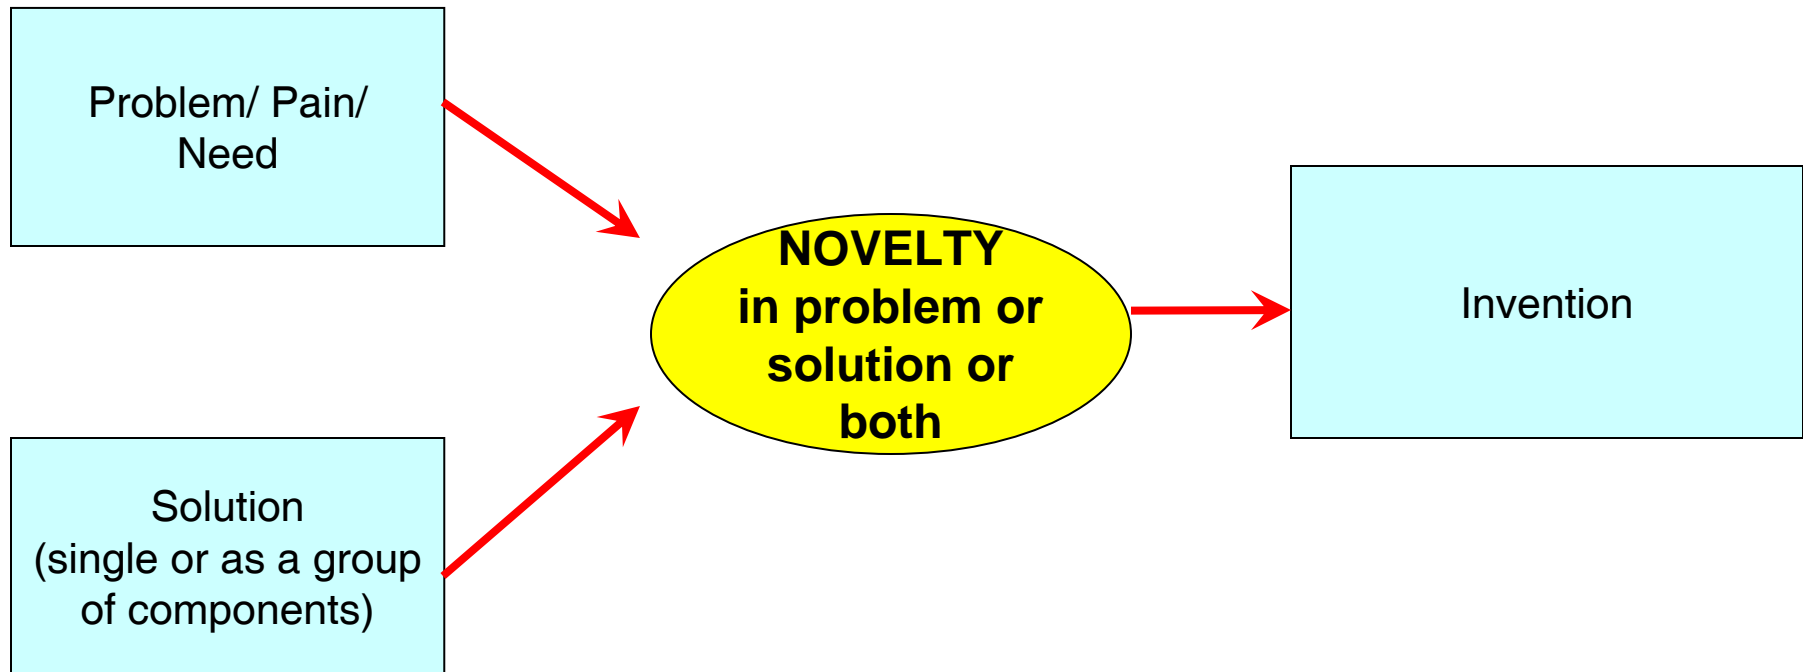 Problem/ Pain/
Need
NOVELTY
in problem or
solution or
both
Invention
Solution
(single or as a group
of components)